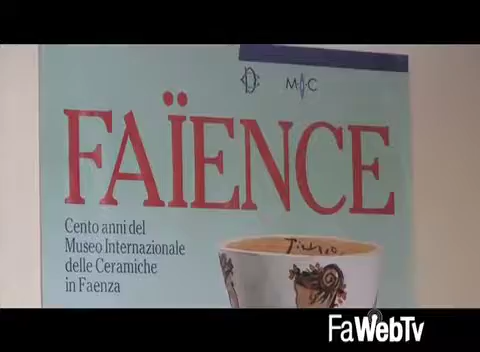 M C
FAÏENCE
Cento anni del
Museo Internazionale
delle Ceramiche
in Faenza
FaWebTv